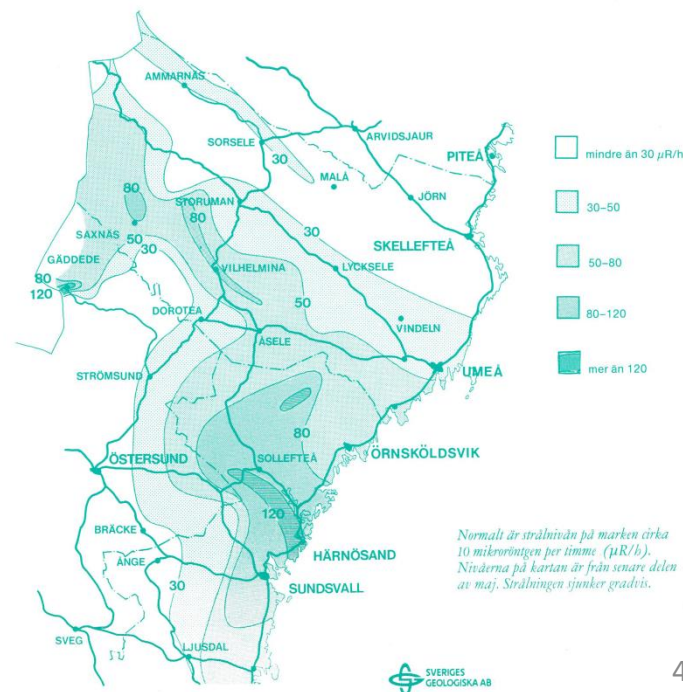 AMMARNÄS
ARVIDSJAUR
SORSELE
30
PITEÅ
MALÅ
JÖRN
80
STORUMAN
80
30
SKELLEFTEÅ
SAXNÄS
50
30
GÄDDEDE
VILHELMINA
LYCKSELE
80
120
50
DOROTEA
VINDELN
ÅSELE
STRÖMSUND
UMEÅ
80
ÖSTERSUND
SOLLEFTEÅ
ÖRNSKÖLDSVIK
120
BRÄCKE
HÄRNÖSAND
ÅNGE
30
SUNDSVALL
SVEG
LJUSDAL
mindre än 30 µR/h
30–50
50–80
80–120
mer än 120
Normalt är strålnivån på marken cirka
10 mikroröntgen per timme (µR/h).
Nivåerna på kartan är från senare delen
av maj. Strålningen sjunker gradvis.
SVERIGES
GEOLOGISKA AB
4